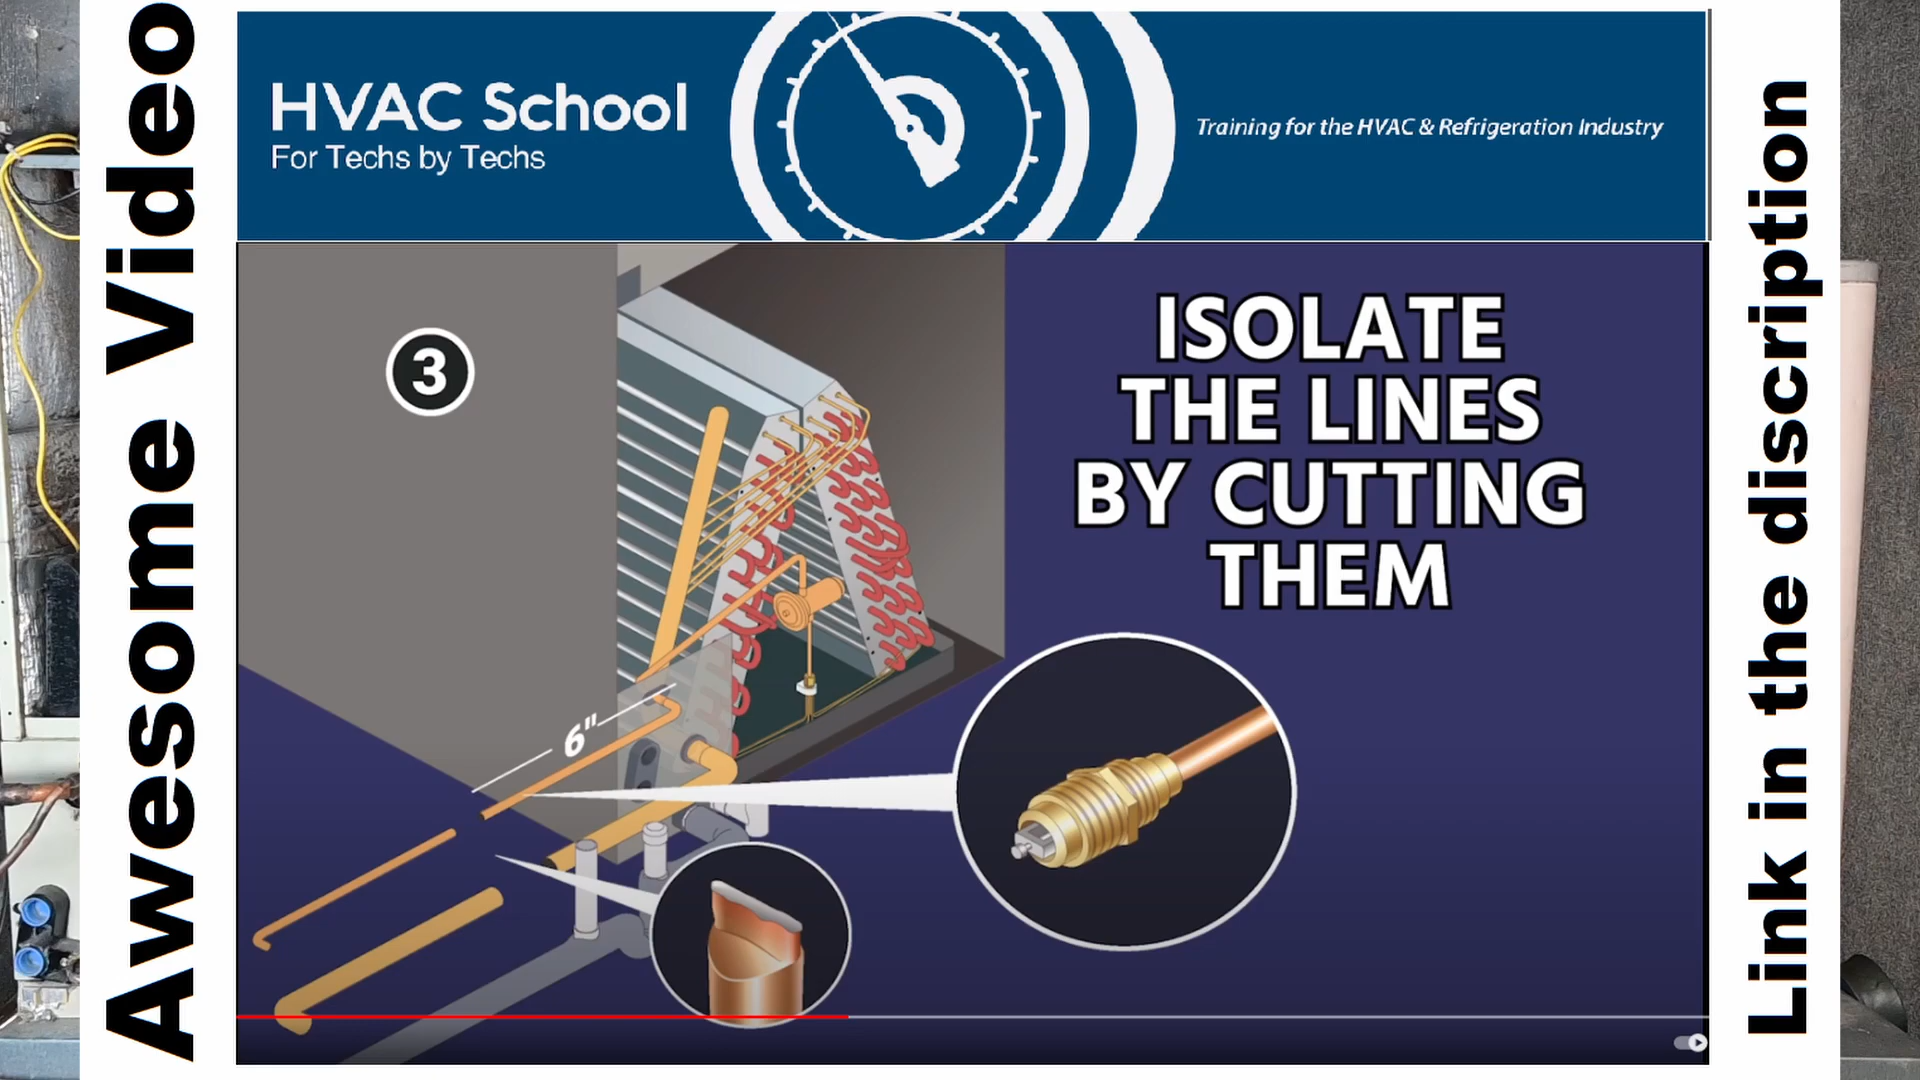 Awesome Video
HVAC School
For Techs by Techs
Training for the HVAC & Refrigeration Industry
3
ISOLATE
THE LINES
BY CUTTING
THEM
6"
Link in the discription